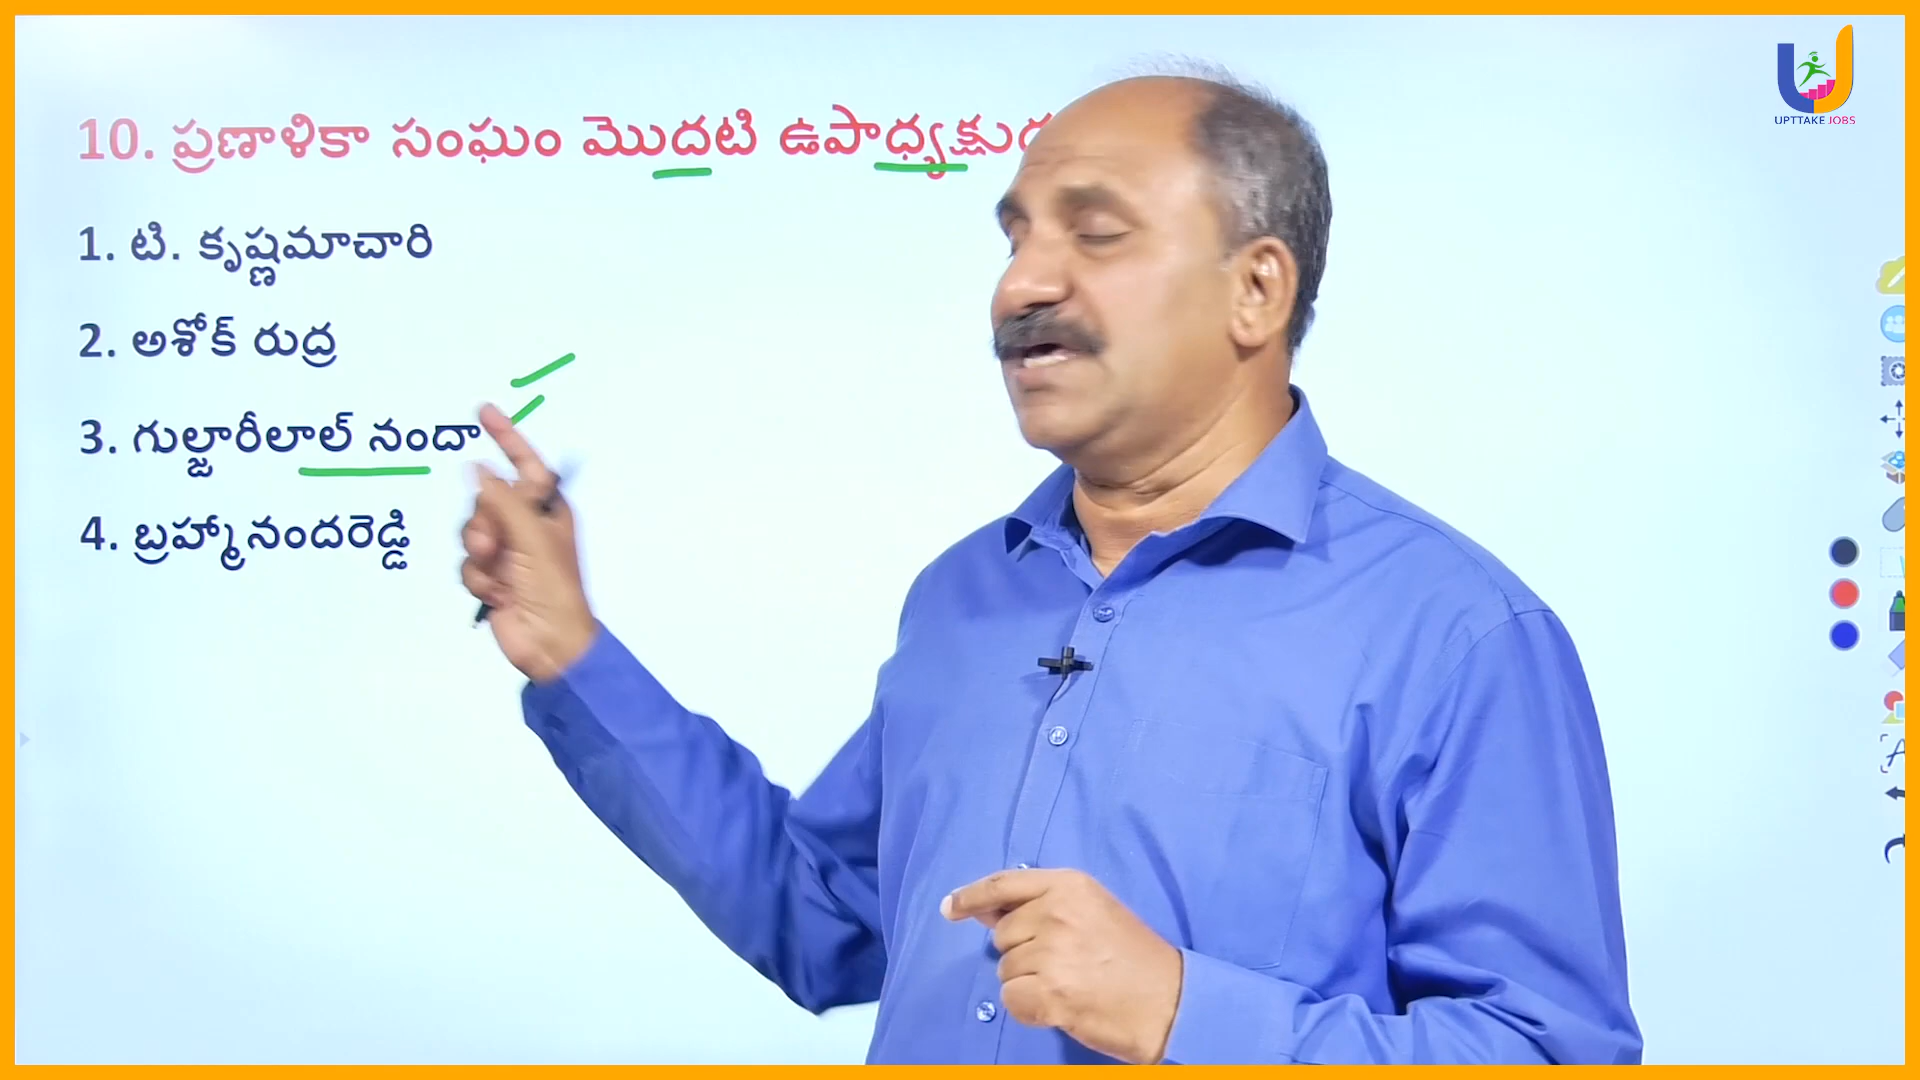 10. ప్రణాళికా సంఘం మొదటి ఉపాధ్యక్షుడ
1. టి. కృష్ణమాచారి
2. అశోక్ రుద్ర
3. గుల్జారీలాల్ నందా
4. బ్రహ్మానందరెడ్డి
UPTTAKE JOBS